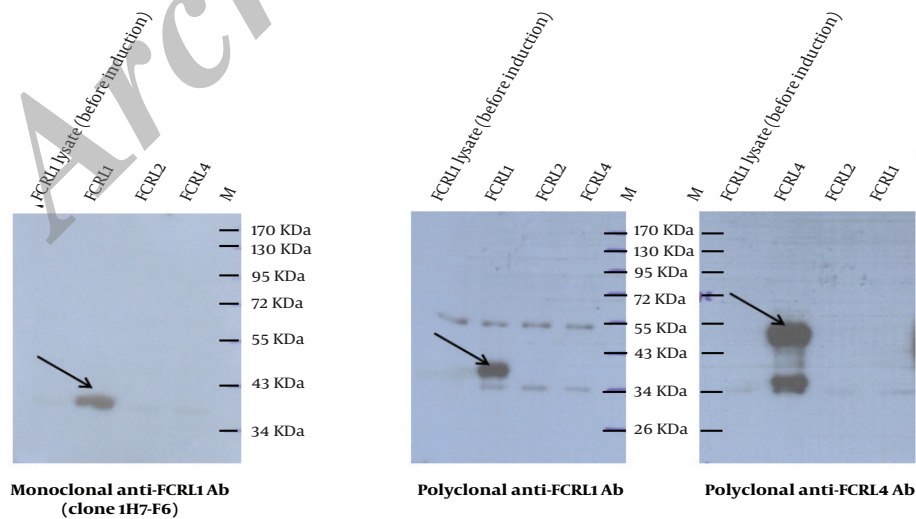 Arc
FCRL1 lysate (before induction)
FCRL1
FCRL2
FCRL4
M
170 KDa
130 KDa
95 KDa
72 KDa
55 KDa
43 KDa
34 KDa
Monoclonal anti-FCRL1 Ab
(clone 1H7-F6)
FCRL1 lysate (before induction)
FCRL1
FCRL2
FCRL4
M
170 KDa
130 KDa
95 KDa
72 KDa
55 KDa
43 KDa
34 KDa
26 KDa
Polyclonal anti-FCRL1 Ab
M
FCRL1 lysate (before induction)
FCRL4
FCRL2
FCRL1
Polyclonal anti-FCRL4 Ab